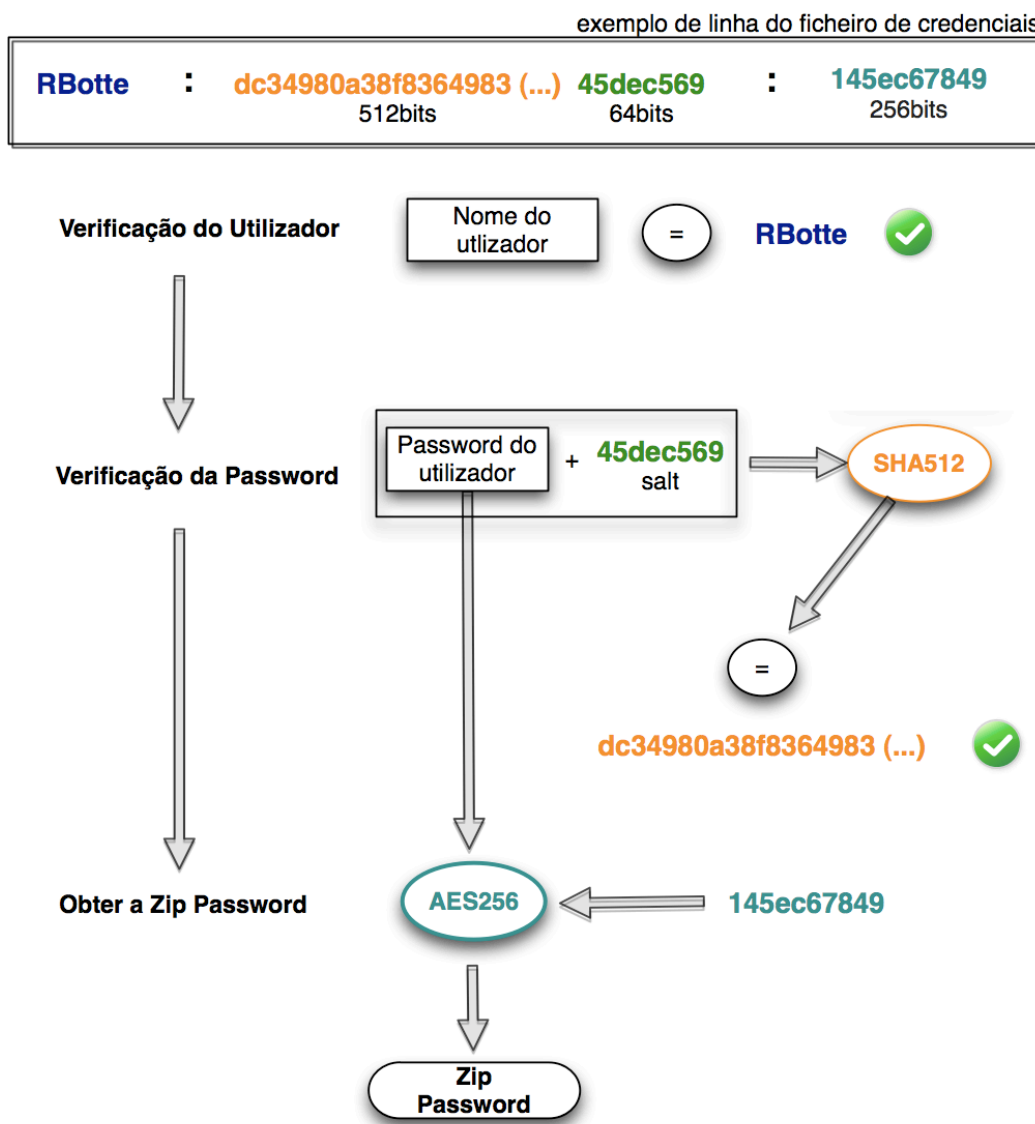 exemplo de linha do ficheiro de credenciais
RBotte : dc34980a38f8364983 (...) 45dec569 : 145ec67849
512bits 64bits 256bits
Verificação do Utilizador
Nome do
utlizador
=
RBotte
Verificação da Password
Password do
utilizador
+
45dec569
salt
SHA512
=
dc34980a38f8364983 (...)
Obter a Zip Password
AES256
145ec67849
Zip
Password